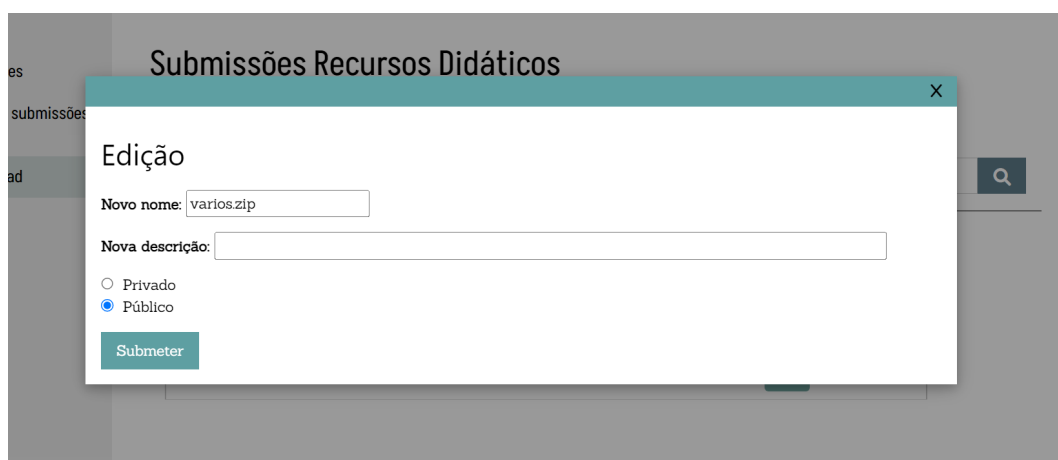 Submissões Recursos Didáticos
es
submissões
ad
X
Edição
Novo nome: varios.zip
Nova descrição:
Privado
Público
Submeter